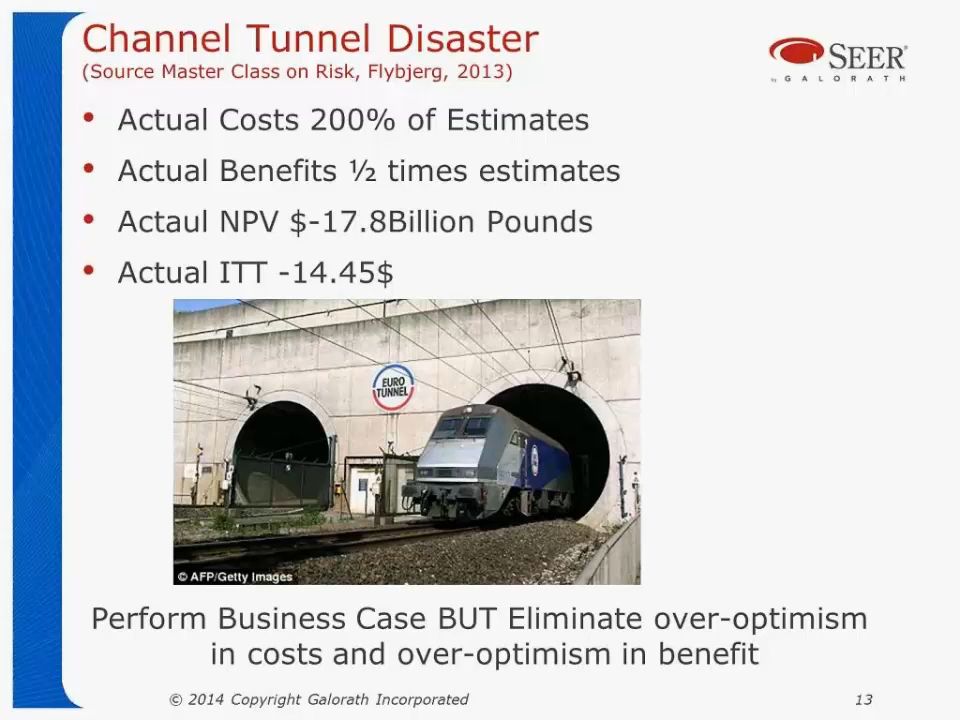 Channel Tunnel Disaster
(Source Master Class on Risk, Flybjerg, 2013)
SEER
by GALORATH
• Actual Costs 200% of Estimates
• Actual Benefits ½ times estimates
• Actaul NPV $-17.8Billion Pounds
• Actual ITT -14.45$
EURO
TUNNEL
© AFP/Getty Images
Perform Business Case BUT Eliminate over-optimism
in costs and over-optimism in benefit
© 2014 Copyright Galorath Incorporated
13